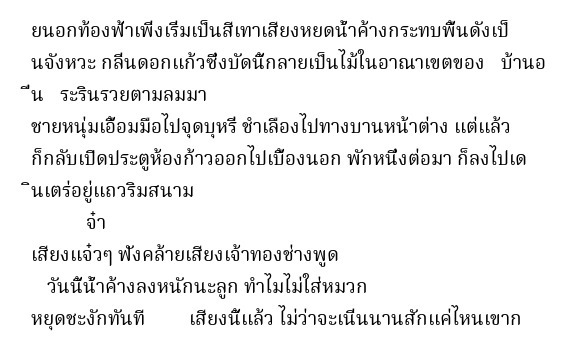 ยนอกท้องฟ้าเพิ่งเริ่มเป็นสีเทาเสียงหยดน้ำค้างกระทบพื้นดังเป็
นจังหวะ กลิ่นดอกแก้วซึ่งบัดนี้กลายเป็นไม้ในอาณาเขตของ บ้านอ
ื่น ระรินรวยตามลมมา
ชายหนุ่มเอื้อมมือไปจุดบุหรี่ ชำเลืองไปทางบานหน้าต่าง แต่แล้ว
ก็กลับเปิดประตูห้องก้าวออกไปเบื้องนอก พักหนึ่งต่อมา ก็ลงไปเด
ินเตร่อยู่แถวริมสนาม
จ๋า
เสียงแจ๋วๆ ฟังคล้ายเสียงเจ้าทองช่างพูด
วันนี้น้ำค้างลงหนักนะลูก ทำไมไม่ใส่หมวก
หยุดชะงักทันที เสียงนี้แล้ว ไม่ว่าจะเนิ่นนานสักแค่ไหนเขาก